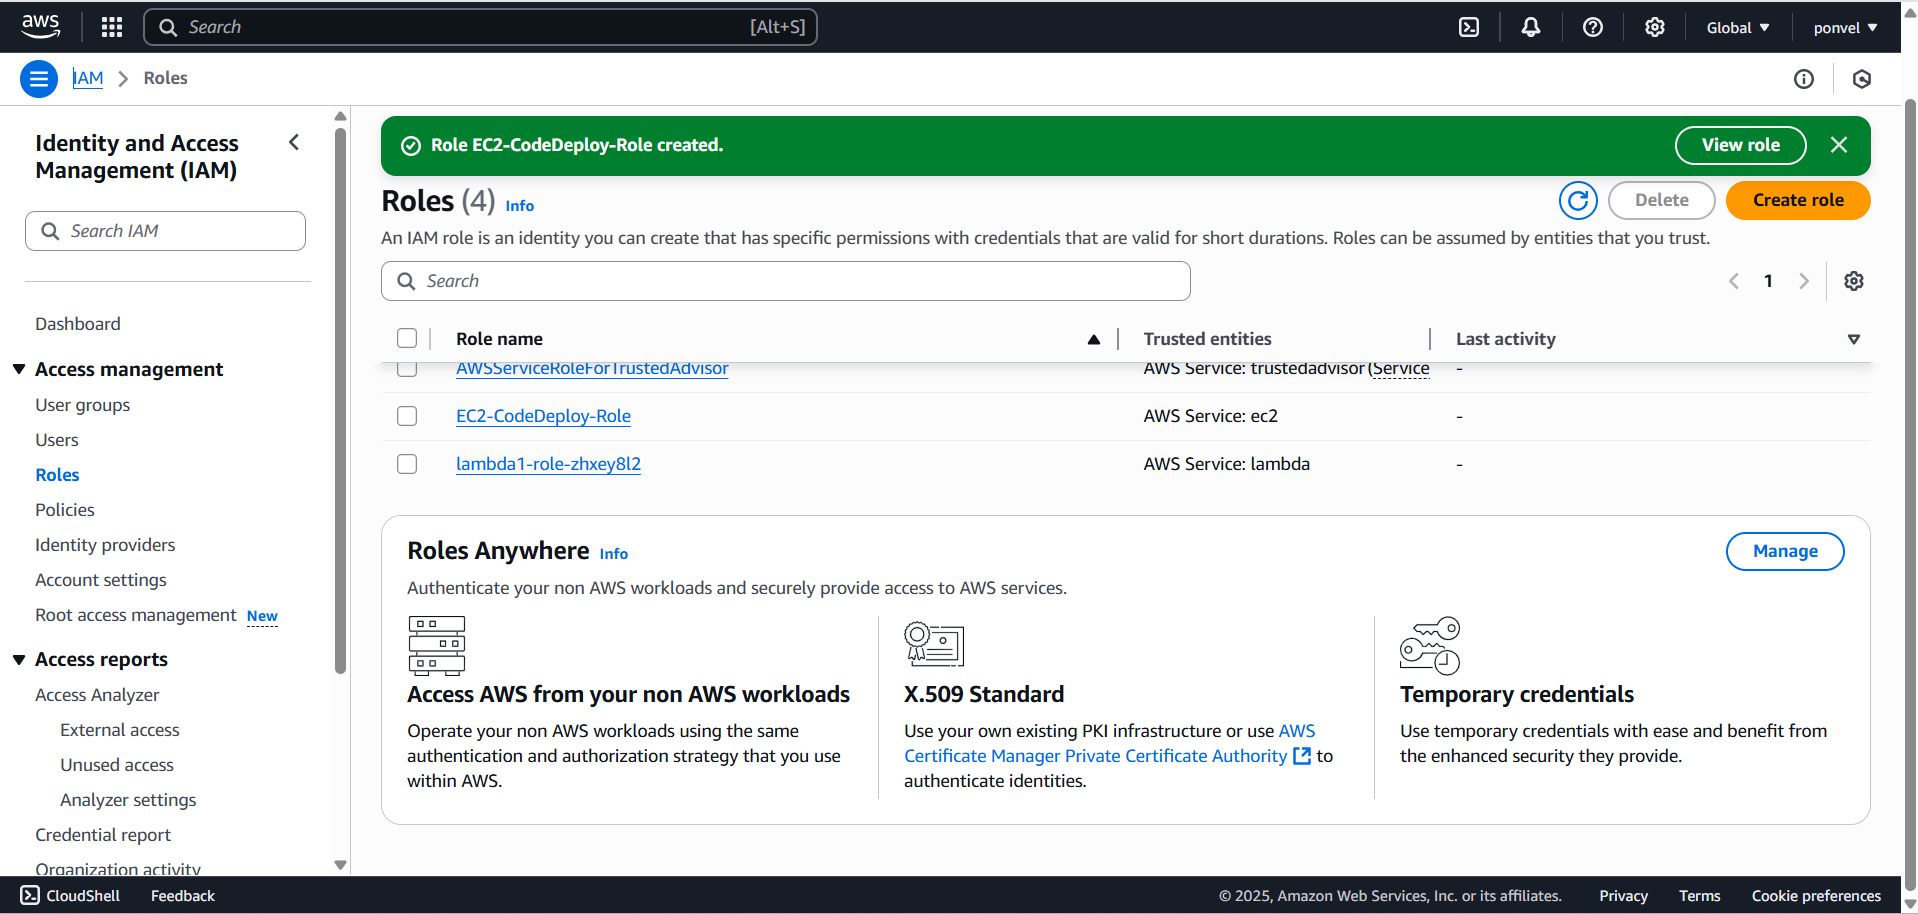 aws
Search [Alt+S]
Global ponvel
IAM > Roles
Identity and Access
Management (IAM)
Search IAM
Dashboard
Access management
User groups
Users
Roles
Policies
Identity providers
Account settings
Root access management New
Access reports
Access Analyzer
External access
Unused access
Analyzer settings
Credential report
Organization activity
Role EC2-CodeDeploy-Role created. View role
Roles (4) Info Delete Create role
An IAM role is an identity you can create that has specific permissions with credentials that are valid for short durations. Roles can be assumed by entities that you trust.
Search 1
Role name Trusted entities Last activity
AWSServiceRoleForTrustedAdvisor AWS Service: trustedadvisor (Service -
EC2-CodeDeploy-Role AWS Service: ec2 -
lambda1-role-zhxey8l2 AWS Service: lambda -
Roles Anywhere Info Manage
Authenticate your non AWS workloads and securely provide access to AWS services.
Access AWS from your non AWS workloads
Operate your non AWS workloads using the same
authentication and authorization strategy that you use
within AWS.
X.509 Standard
Use your own existing PKI infrastructure or use AWS
Certificate Manager Private Certificate Authority to
authenticate identities.
Temporary credentials
Use temporary credentials with ease and benefit from
the enhanced security they provide.
CloudShell Feedback © 2025, Amazon Web Services, Inc. or its affiliates. Privacy Terms Cookie preferences